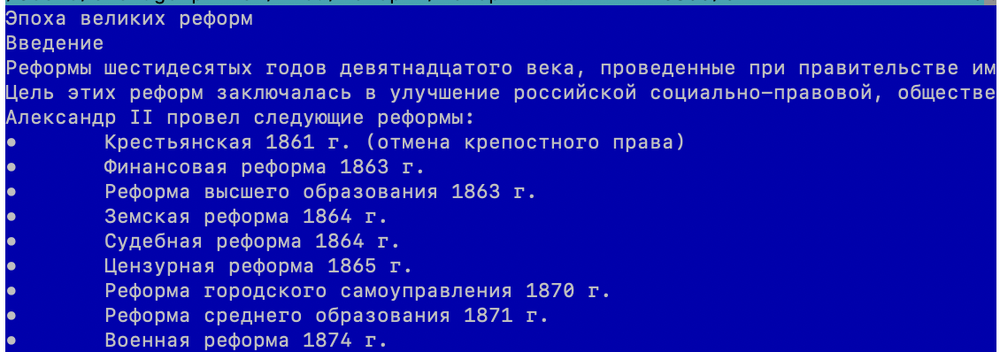 Эпоха великих реформ
Введение
Реформы шестидесятых годов девятнадцатого века, проведенные при правительстве им
Цель этих реформ заключалась в улучшение российской социально-правовой, обществе
Александр II провел следующие реформы:
• Крестьянская 1861 г. (отмена крепостного права)
• Финансовая реформа 1863 г.
• Реформа высшего образования 1863 г.
• Земская реформа 1864 г.
• Судебная реформа 1864 г.
• Цензурная реформа 1865 г.
• Реформа городского самоуправления 1870 г.
• Реформа среднего образования 1871 г.
• Военная реформа 1874 г.